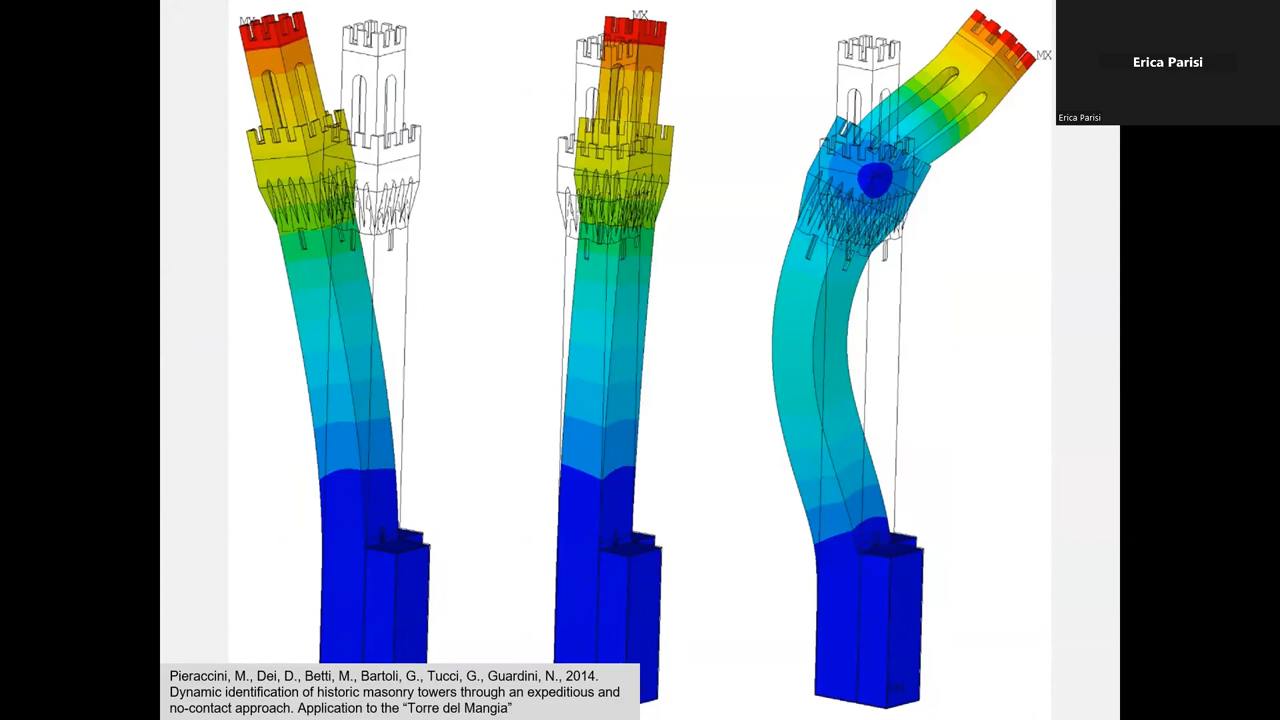 MX
MX
MX
Erica Parisi
Erica Parisi
Pieraccini, M., Dei, D., Betti, M., Bartoli, G., Tucci, G., Guardini, N., 2014.
Dynamic identification of historic masonry towers through an expeditious and
no-contact approach. Application to the “Torre del Mangia”